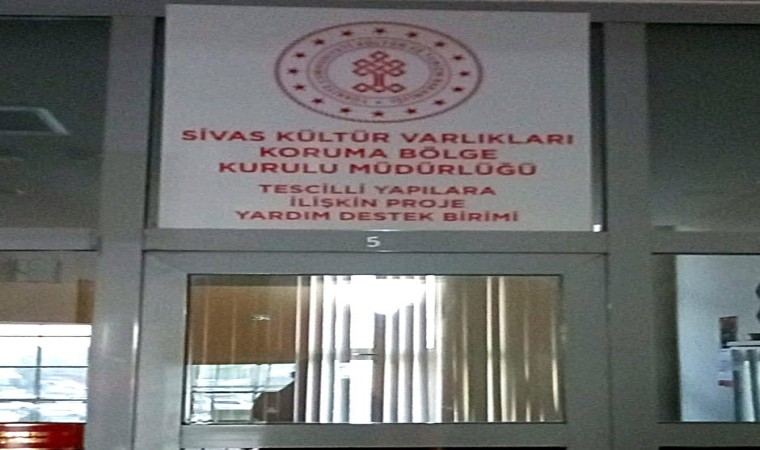 SİVAS KÜLTÜR VARLIKLARI
KORUMA BÖLGE
KURULU MÜDÜRLÜĞÜ
TESCİLLİ YAPILARA
İLİŞKİN PROJE
YARDIM DESTEK BİRİMİ
5